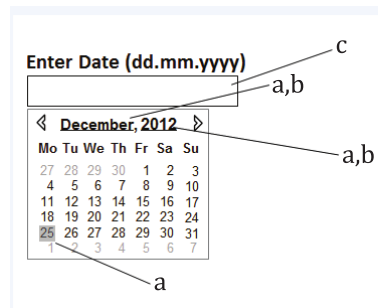 c
Enter Date (dd.mm.yyyy)
a,b
December, 2012
Mo Tu We Th Fr Sa Su
27 28 29 30 1 2 3
a,b
4 5 6 7 8 9 10
11 12 13 14 15 16 17
18 19 20 21 22 23 24
25 26 27 28 29 30 31
1 2 3 4 5 6 7
a